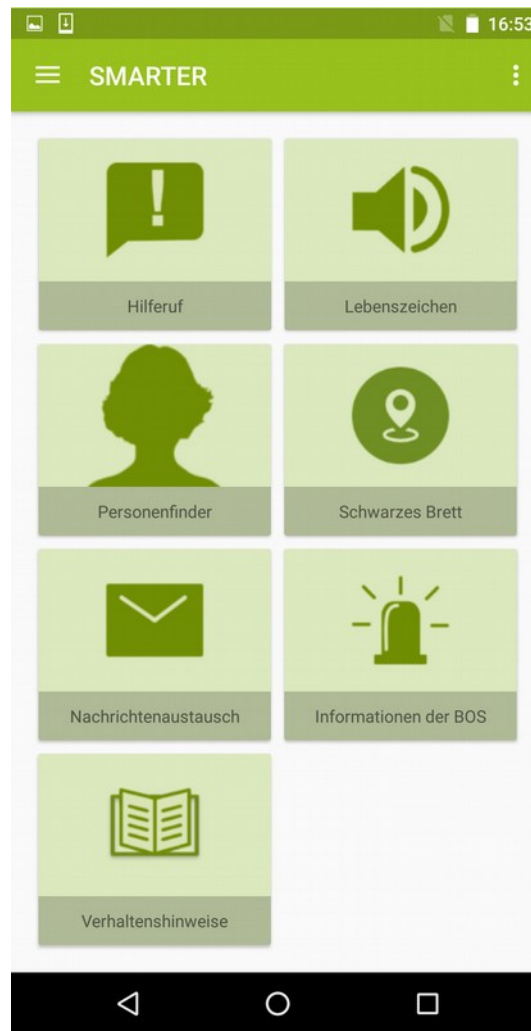 16:53
SMARTER
Hilferuf
Lebenszeichen
Personenfinder
Schwarzes Brett
Nachrichtenaustausch
Informationen der BOS
Verhaltenshinweise